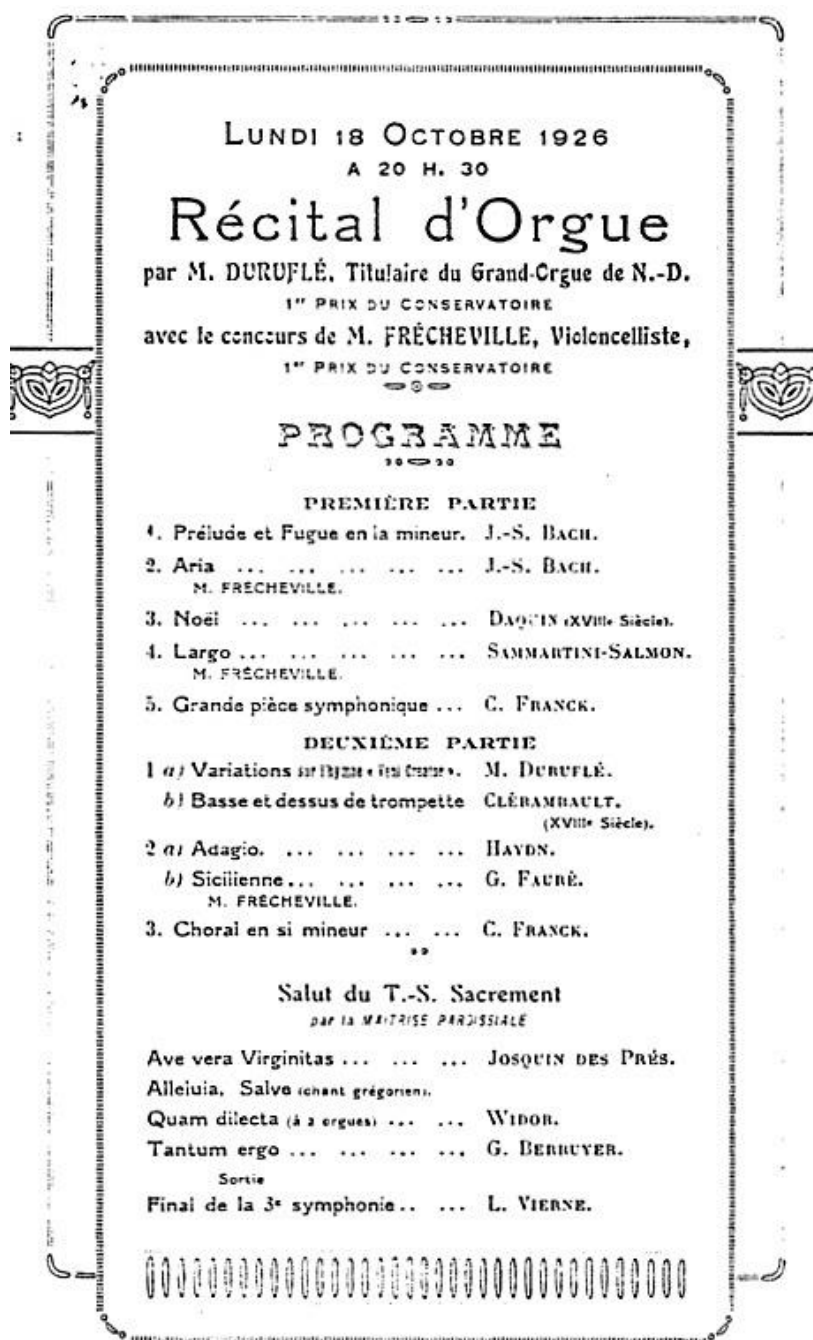 LUNDI 18 OCTOBRE 1926
A 20 H. 30
Récital d'Orgue
par M. DURUFLÉ, Titulaire du Grand-Orgue de N.-D.
1er PRIX DU CONSERVATOIRE
avec le concours de M. FRÉCHEVILLE, Violoncelliste,
1er PRIX DU CONSERVATOIRE
PROGRAMME
PREMIÈRE PARTIE
1. Prélude et Fugue en la mineur. J.-S. BACH.
2. Aria ... ... ... ... ... J.-S. BACH.
M. FRÉCHEVILLE.
3. Noël ... ... ... ... ... DAQUIN (XVIIIe Siècle).
4. Largo ... ... ... ... ... SAMMARTINI-SALMON.
M. FRÉCHEVILLE.
5. Grande pièce symphonique ... C. FRANCK.
DEUXIÈME PARTIE
1 a) Variations sur M. DURUFLÉ.
b) Basse et dessus de trompette CLÉRAMBAULT.
(XVIIIe Siècle).
2 a) Adagio. ... ... ... ... HAYDN.
b) Sicilienne ... ... ... ... G. FAURÉ.
M. FRÉCHEVILLE.
3. Choral en si mineur ... ... C. FRANCK.
Salut du T.-S. Sacrement
par la MAITRISE PAROISSIALE
Ave vera Virginitas ... ... ... JOSQUIN DES PRÉS.
Alleluia, Salve (chant grégorien).
Quam dilecta (à 2 orgues) ... ... WIDOR.
Tantum ergo ... ... ... ... G. BERRUYER.
Sortie
Final de la 3e symphonie .. ... L. VIERNE.